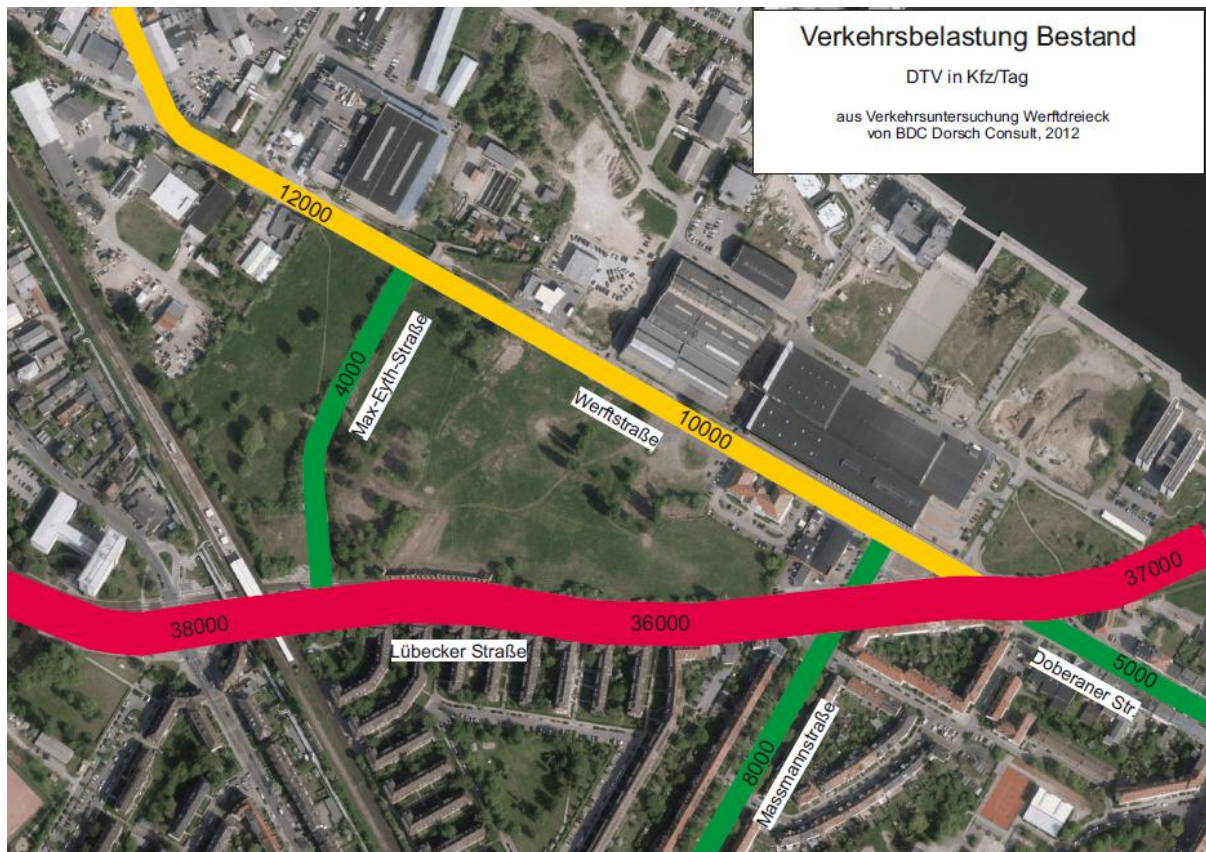 Verkehrsbelastung Bestand
DTV in Kfz/Tag
aus Verkehrsuntersuchung Werftdreieck
von BDC Dorsch Consult, 2012
12000
4000
Max-Eyth-Straße
Werftstraße
10000
37000
38000
36000
Lübecker Straße
5000
Doberaner Str.
8000
Massmannstraße